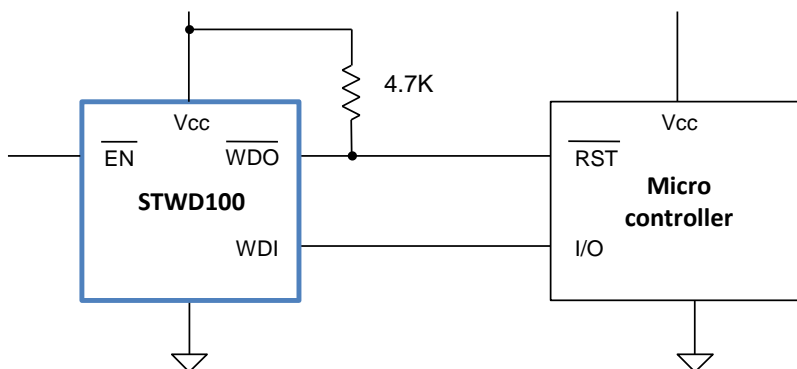 4.7K
Vcc
EN
WDO
STWD100
WDI
Vcc
RST
Micro
controller
I/O